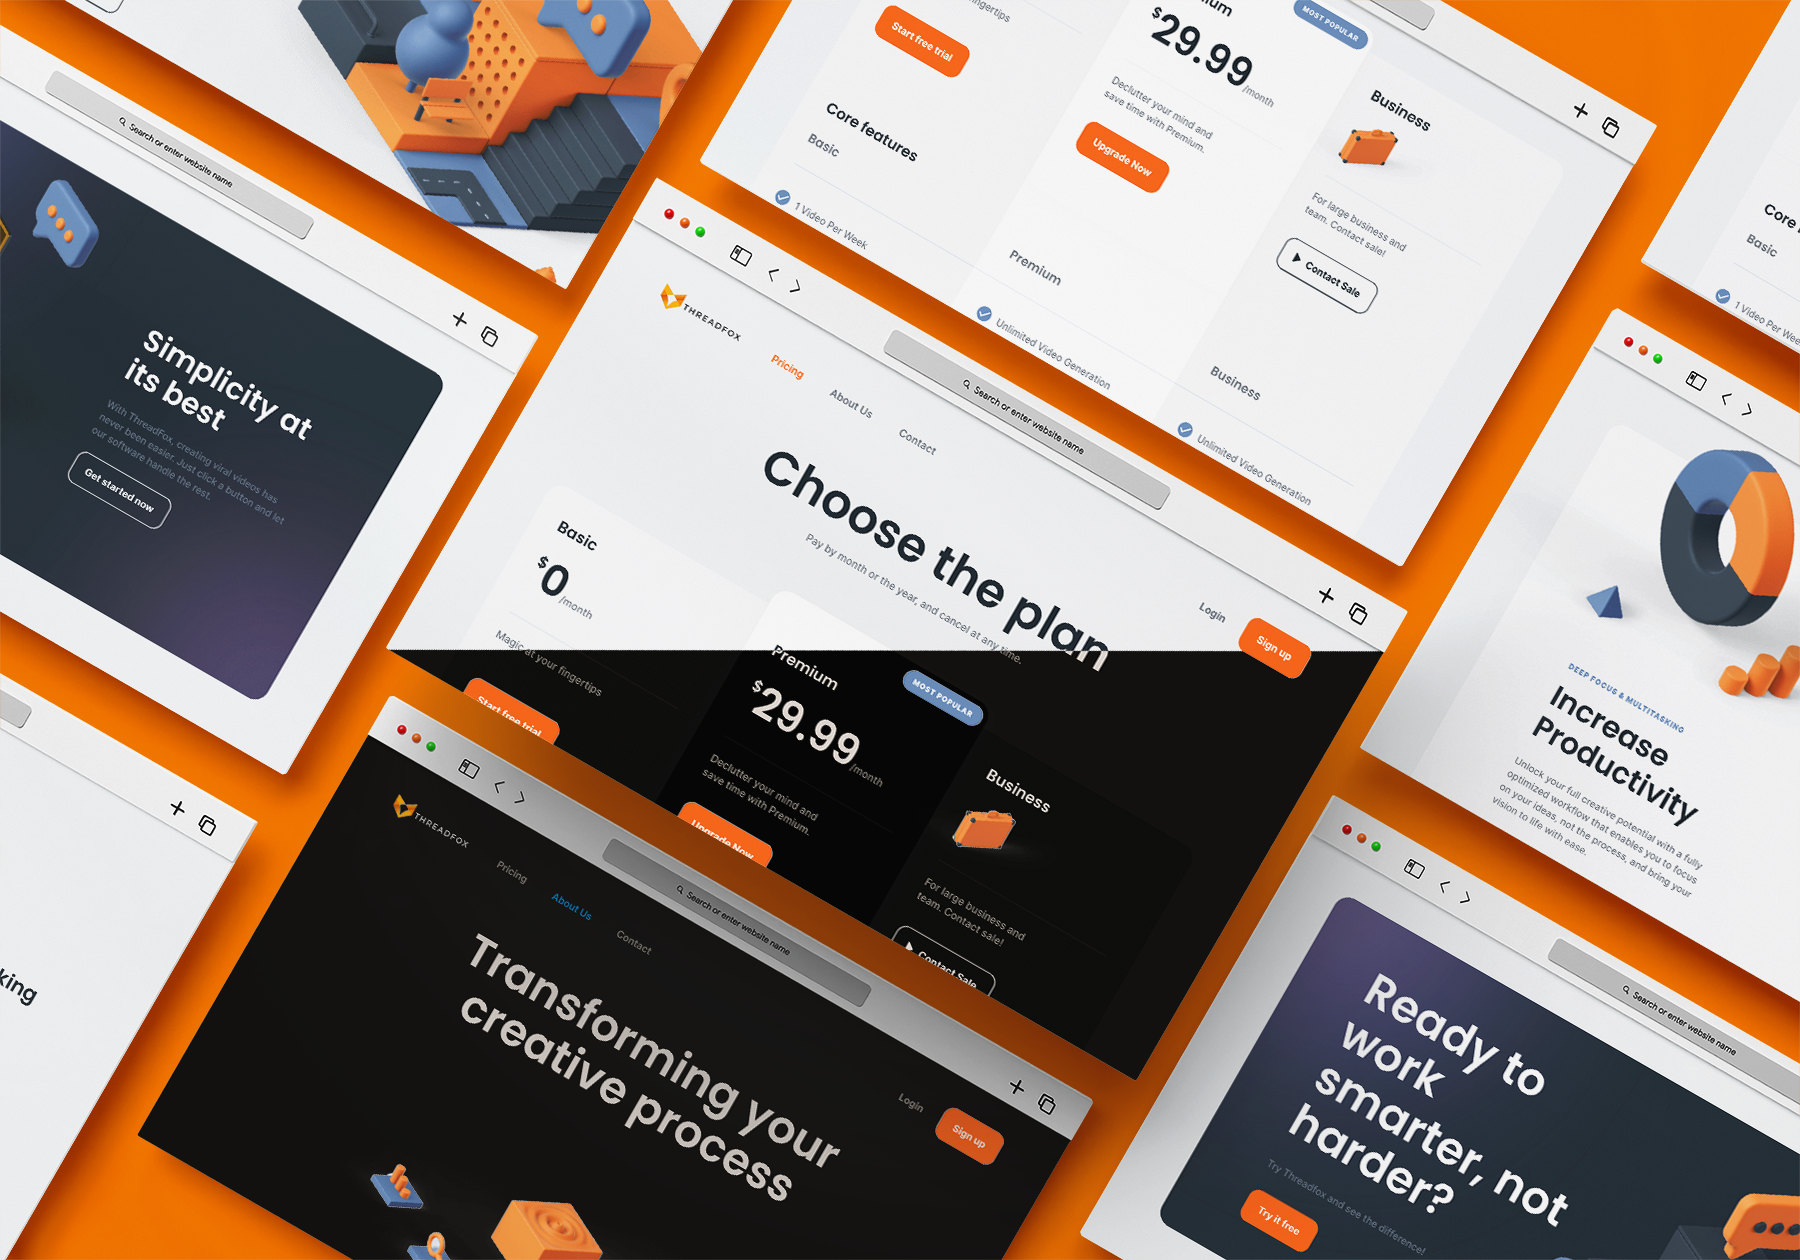 fingertips
Start free trial
Core features
Basic
1 Video Per Week
$29.99
/month
MOST POPULAR
Declutter your mind and
save time with Premium.
Upgrade Now
Premium
Unlimited Video Generation
Business
For large business and
team. Contact sale!
Contact Sale
Business
Unlimited Video Generation
Basic
Search or enter website name
Simplicity at
its best
With ThreadFox, creating viral videos has
never been easier. Just click a button and let
our software handle the rest.
Get started now
THREADFOX
Pricing
About Us
Contact
Search or enter website name
Login
Sign up
Choose the plan
Pay by month or the year, and cancel at any time.
Basic
$0
/month
Magic at your fingertips
Start free trial
Premium
MOST POPULAR
$29.99
/month
Declutter your mind and
save time with Premium.
Upgrade Now
Business
For large business and
team. Contact sale!
Contact Sale
DEEP FOCUS & MULTITASKING
Increase
Productivity
Unlock your full creative potential with a fully
optimized workflow that enables you to focus
on your ideas, not the process, and bring your
vision to life with ease.
THREADFOX
Pricing
About Us
Contact
Search or enter website name
Login
Sign up
Transforming your
creative process
Search or enter website name
Ready to
work
smarter, not
harder?
Try Threadfox and see the difference!
Try it free